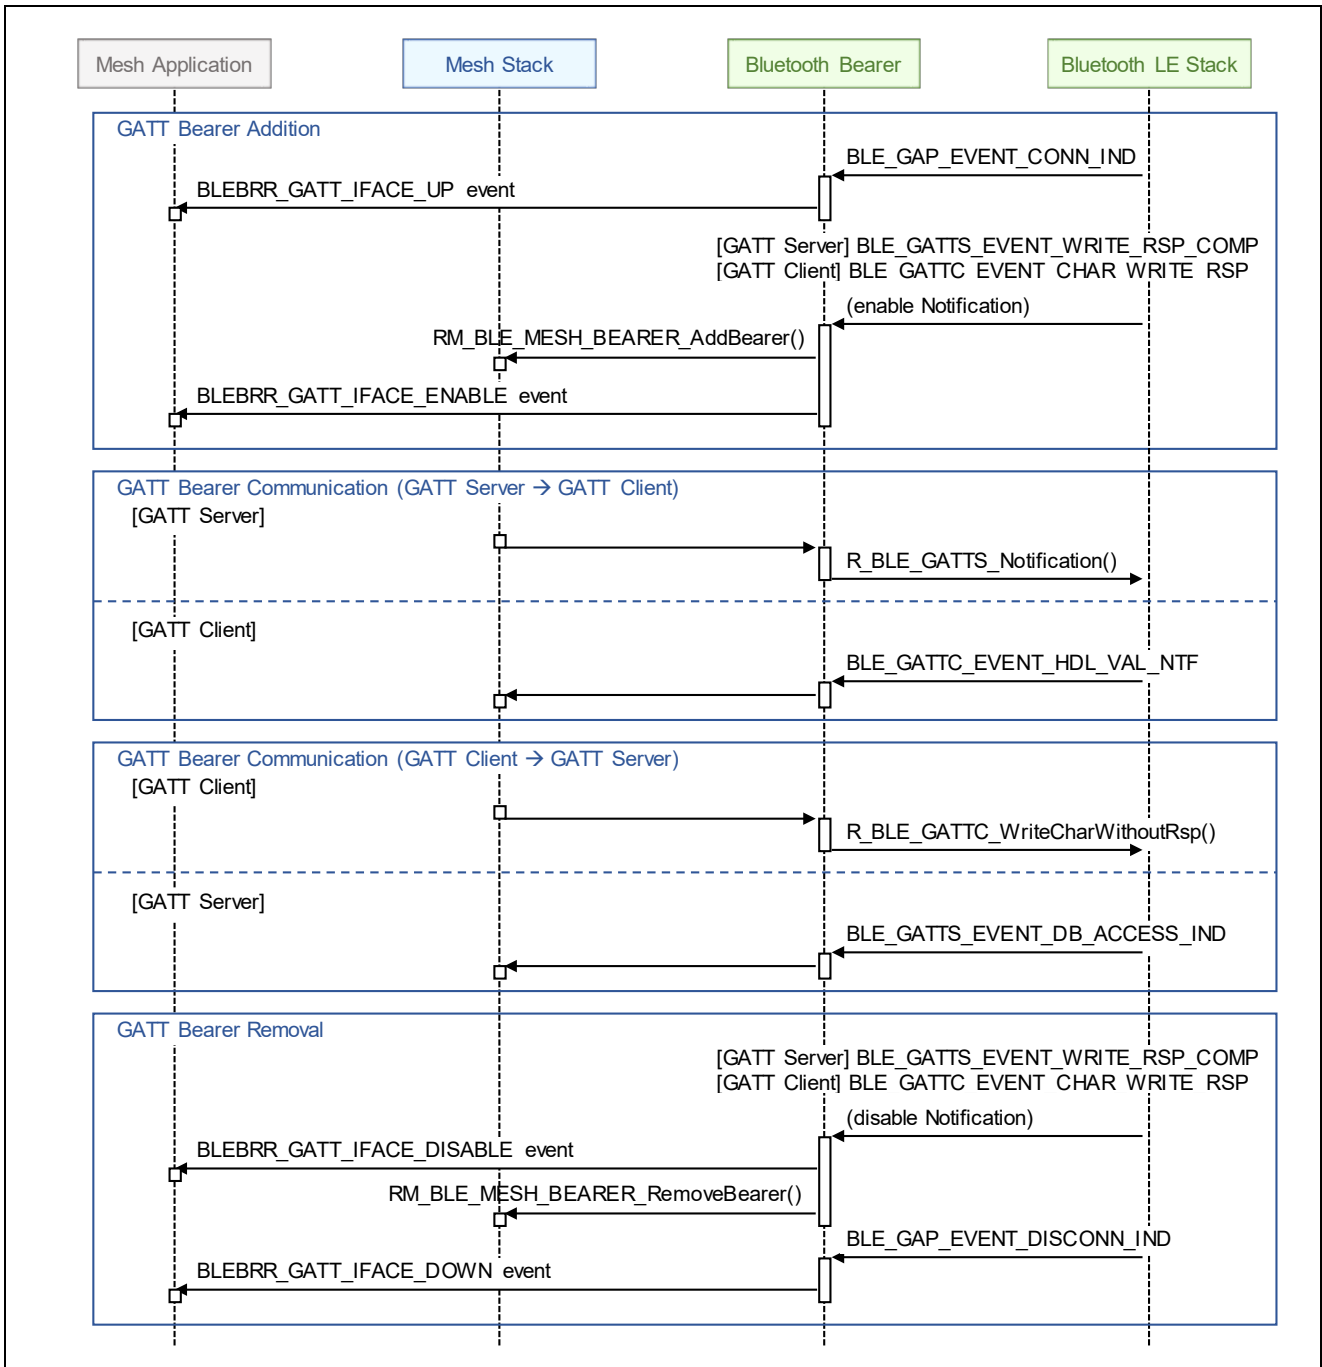 Mesh Application
Mesh Stack
Bluetooth Bearer
Bluetooth LE Stack
GATT Bearer Addition
BLE_GAP_EVENT_CONN_IND
BLEBRR_GATT_IFACE_UP event
[GATT Server] BLE_GATTS_EVENT_WRITE_RSP_COMP
[GATT Client] BLE_GATTC_EVENT_CHAR_WRITE_RSP
(enable Notification)
RM_BLE_MESH_BEARER_AddBearer()
BLEBRR_GATT_IFACE_ENABLE event
GATT Bearer Communication (GATT Server → GATT Client)
[GATT Server]
R_BLE_GATTS_Notification()
[GATT Client]
BLE_GATTC_EVENT_HDL_VAL_NTF
GATT Bearer Communication (GATT Client → GATT Server)
[GATT Client]
R_BLE_GATTC_WriteCharWithoutRsp()
[GATT Server]
BLE_GATTS_EVENT_DB_ACCESS_IND
GATT Bearer Removal
[GATT Server] BLE_GATTS_EVENT_WRITE_RSP_COMP
[GATT Client] BLE_GATTC_EVENT_CHAR_WRITE_RSP
(disable Notification)
BLEBRR_GATT_IFACE_DISABLE event
RM_BLE_MESH_BEARER_RemoveBearer()
BLE_GAP_EVENT_DISCONN_IND
BLEBRR_GATT_IFACE_DOWN event